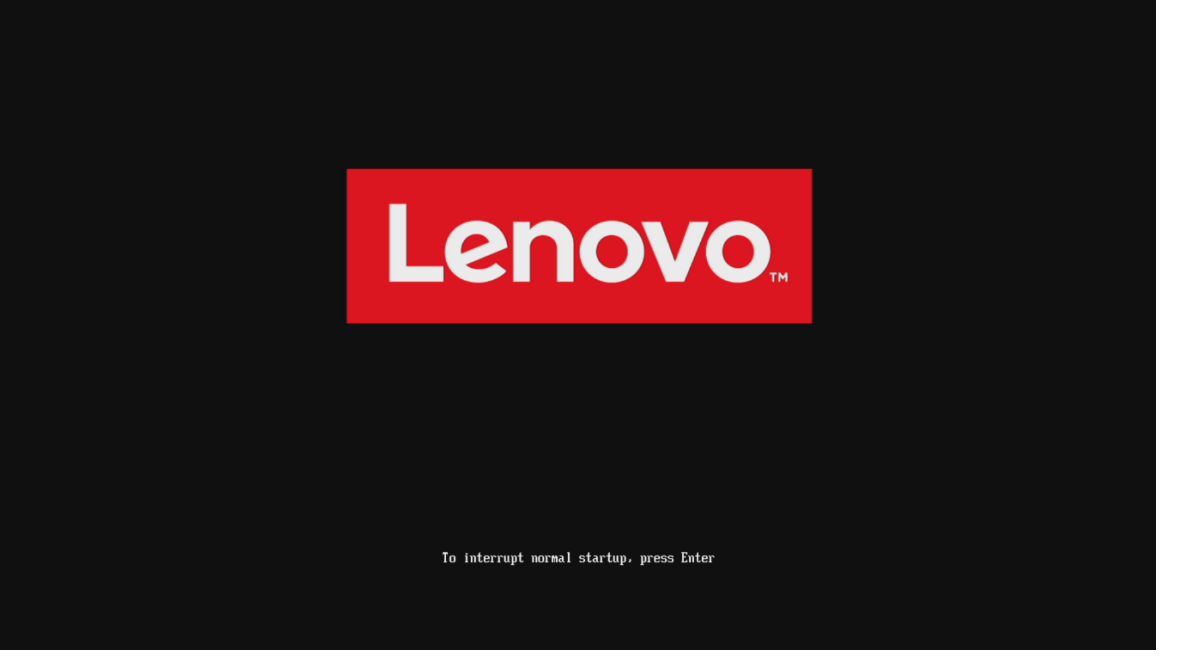 Lenovo™
To interrupt normal startup, press Enter